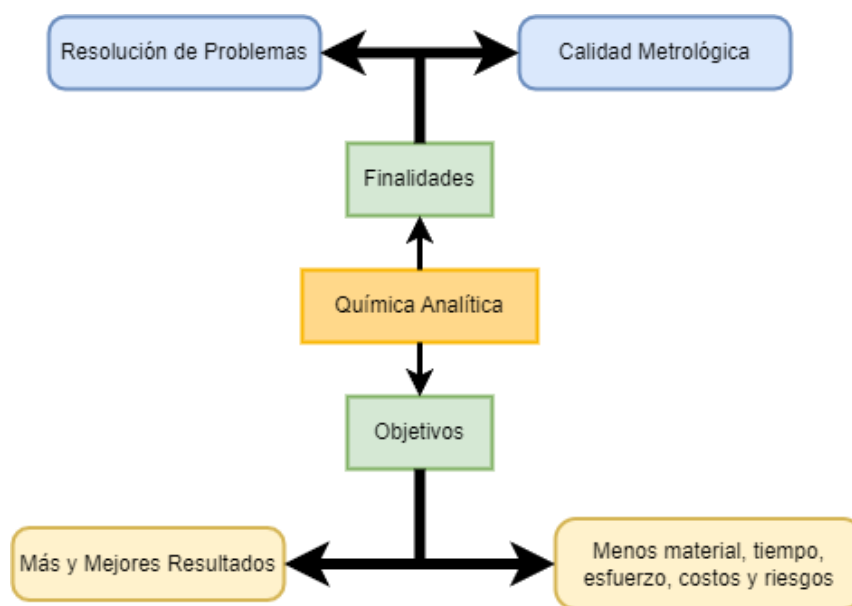 Resolución de Problemas
Calidad Metrológica
Finalidades
Química Analítica
Objetivos
Más y Mejores Resultados
Menos material, tiempo,
esfuerzo, costos y riesgos